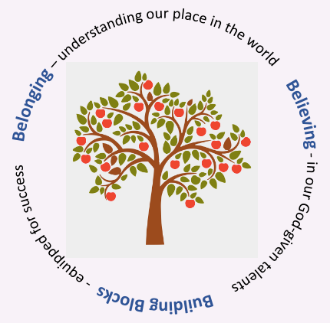 Belonging – understanding our place in the world
Believing - in our God-given talents
Building Blocks - equipped for success